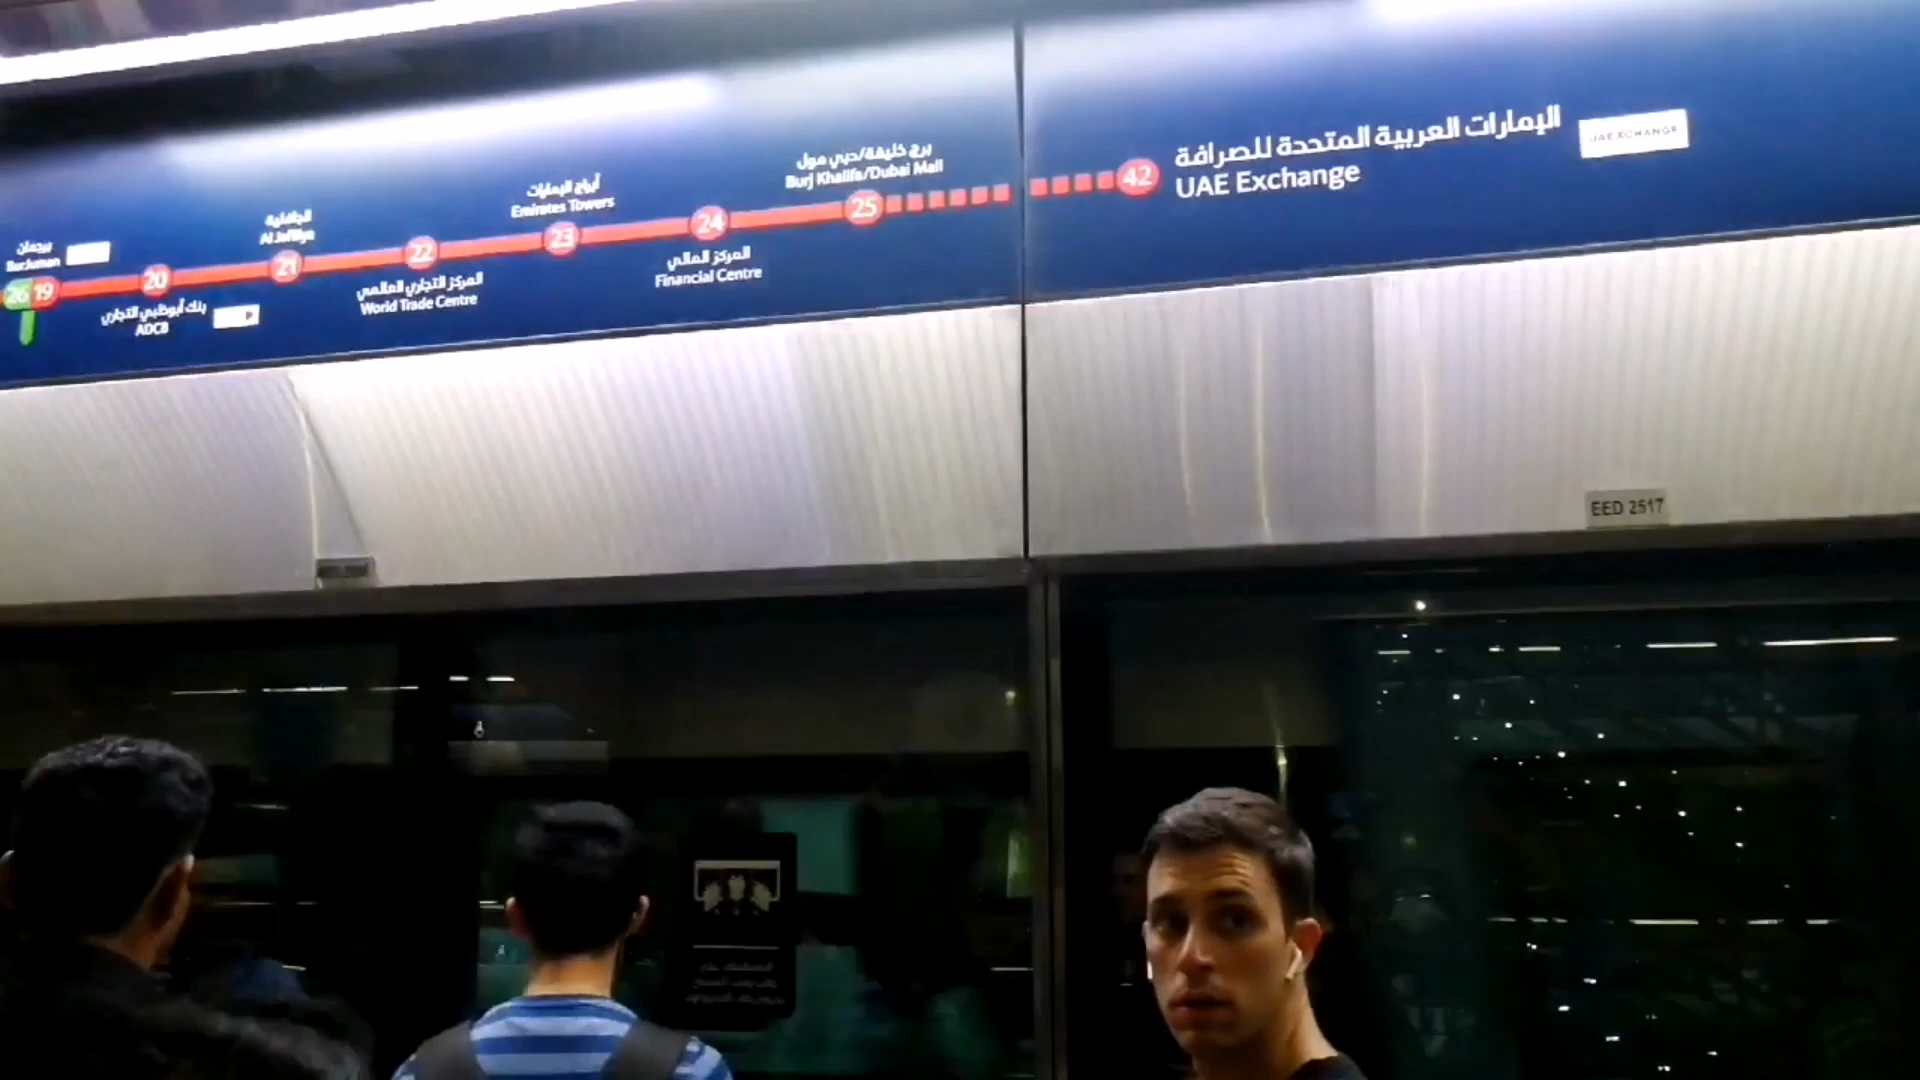 برجمان
BurJuman
26 19
20
بنك أبوظبي التجاري
ADCB
الجافلية
Al Jafiliya
21
22
المركز التجاري العالمي
World Trade Centre
أبراج الإمارات
Emirates Towers
23
24
المركز المالي
Financial Centre
برج خليفة/دبي مول
Burj Khalifa/Dubai Mall
25
42
الإمارات العربية المتحدة للصرافة
UAE Exchange
UAE XCHANGE
EED 2517